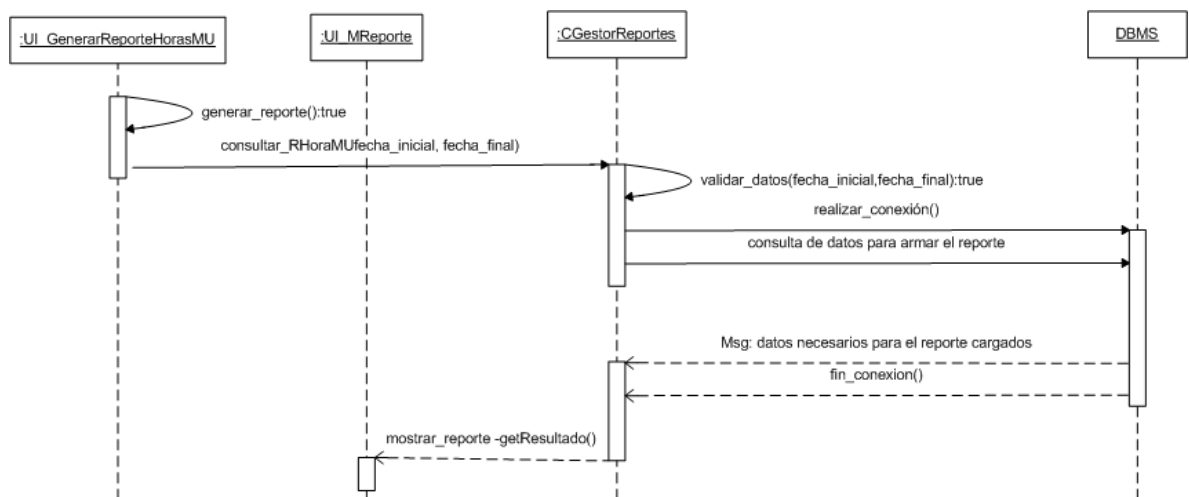 :UI_GenerarReporteHorasMU
:UI_MReporte
:CGestorReportes
DBMS
generar_reporte():true
consultar_RHoraMUfecha_inicial, fecha_final)
validar_datos(fecha_inicial,fecha_final):true
realizar_conexión()
consulta de datos para armar el reporte
Msg: datos necesarios para el reporte cargados
fin_conexion()
mostrar_reporte -getResultado()